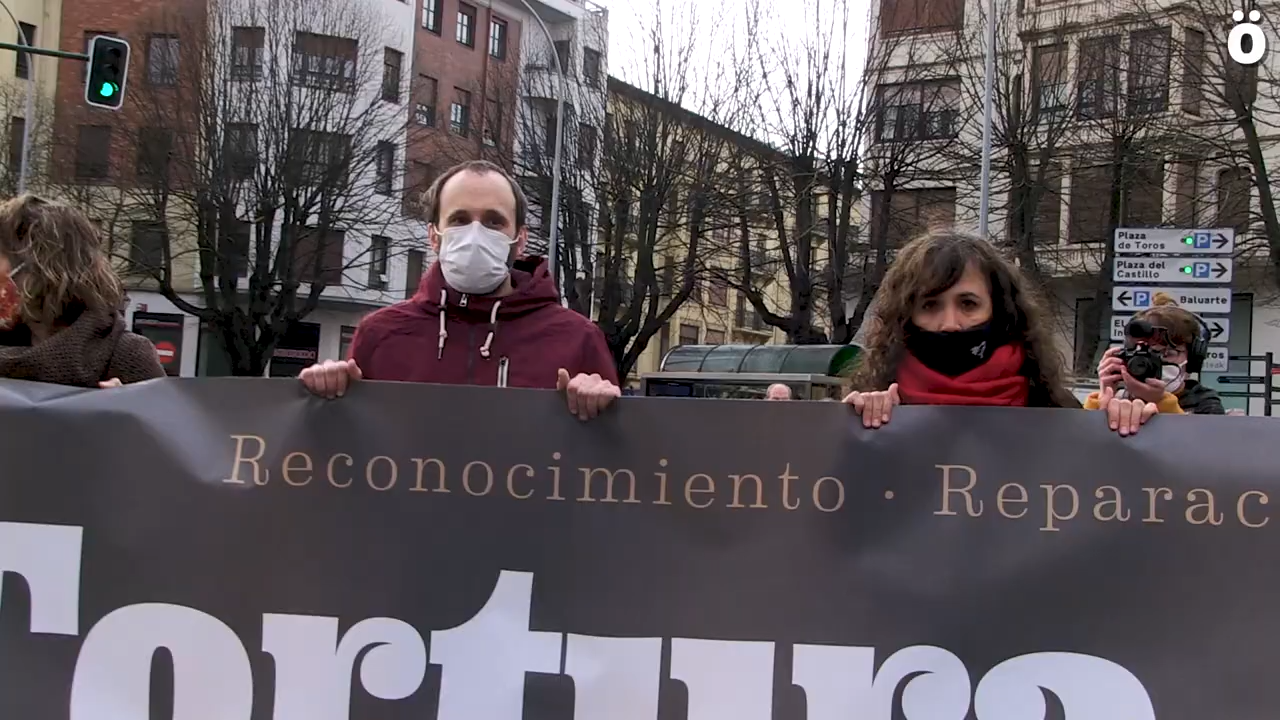 ö
Plaza
de Toros P
Plaza del
Castillo P
P Baluarte
Reconocimiento · Reparac
Tortura